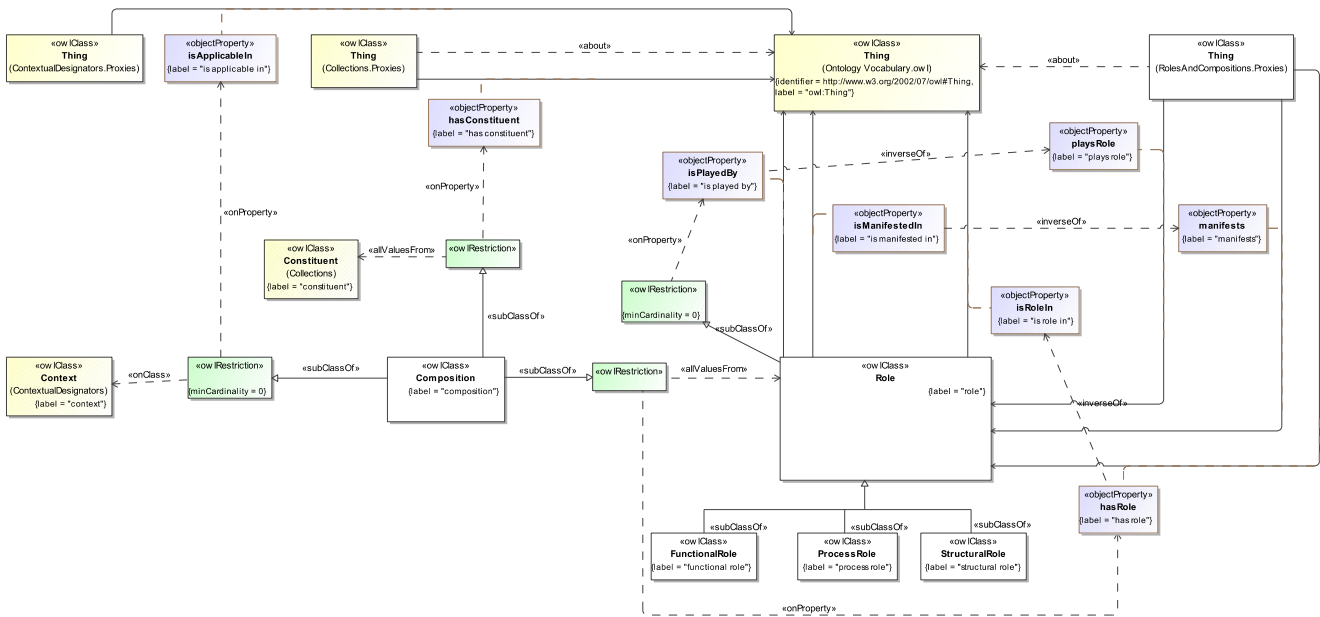 «owlClass»
Thing
(ContextualDesignators.Proxies)
«objectProperty»
isApplicableIn
{label = "is applicable in"}
«owlClass»
Thing
(Collections.Proxies)
«about»
«owlClass»
Thing
(Ontology Vocabulary.owl)
{identifier = http://www.w3.org/2002/07/owl#Thing,
label = "owl:Thing"}
«about»
«owlClass»
Thing
(RolesAndCompositions.Proxies)
«objectProperty»
hasConstituent
{label = "has constituent"}
«objectProperty»
isPlayedBy
{label = "is played by"}
«inverseOf»
«objectProperty»
playsRole
{label = "plays role"}
«onProperty»
«onProperty»
«objectProperty»
isManifestedIn
{label = "is manifested in"}
«inverseOf»
«objectProperty»
manifests
{label = "manifests"}
«onProperty»
«owlClass»
Constituent
(Collections)
{label = "constituent"}
«allValuesFrom»
«owlRestriction»
«owlRestriction»
{minCardinality = 0}
«objectProperty»
isRoleIn
{label = "is role in"}
«subClassOf»
«subClassOf»
«owlClass»
Context
(ContextualDesignators)
{label = "context"}
«onClass»
«owlRestriction»
{minCardinality = 0}
«subClassOf»
«owlClass»
Composition
{label = "composition"}
«subClassOf»
«owlRestriction»
«allValuesFrom»
«owlClass»
Role
{label = "role"}
«inverseOf»
«objectProperty»
hasRole
{label = "has role"}
«subClassOf»
«subClassOf»
«subClassOf»
«owlClass»
FunctionalRole
{label = "functional role"}
«owlClass»
ProcessRole
{label = "process role"}
«owlClass»
StructuralRole
{label = "structural role"}
«onProperty»